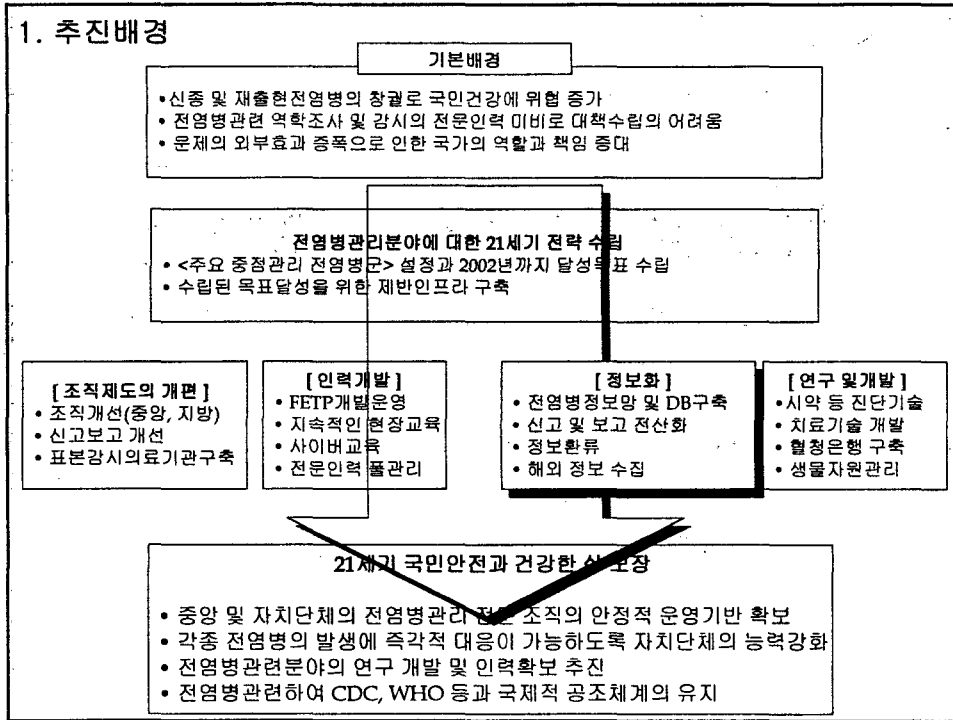 1. 추진배경
기본배경
•신종 및 재출현전염병의 창궐로 국민건강에 위협 증가
• 전염병관련 역학조사 및 감시의 전문인력 미비로 대책수립의 어려움
• 문제의 외부효과 증폭으로 인한 국가의 역할과 책임 증대
전염병관리분야에 대한 21세기 전략 수립
• <주요 중점관리 전염병군> 설정과 2002년까지 달성목표 수립
• 수립된 목표달성을 위한 제반인프라 구축
[ 조직제도의 개편 ]
• 조직개선(중앙, 지방)
• 신고보고 개선
• 표본감시의료기관구축
[ 인력개발 ]
• FETP개발운영
• 지속적인 현장교육
• 사이버교육
• 전문인력 풀관리
[ 정보화 ]
• 전염병정보망 및 DB구축
• 신고 및 보고 전산화
• 정보환류
• 해외 정보 수집
[ 연구 및개발 ]
• 시약 등 진단기술
• 치료기술 개발
• 혈청은행 구축
• 생물자원관리
21세기 국민안전과 건강한 삶 보장
• 중앙 및 자치단체의 전염병관리 전문 조직의 안정적 운영기반 확보
• 각종 전염병의 발생에 즉각적 대응이 가능하도록 자치단체의 능력강화
• 전염병관련분야의 연구 개발 및 인력확보 추진
• 전염병관련하여 CDC, WHO 등과 국제적 공조체계의 유지